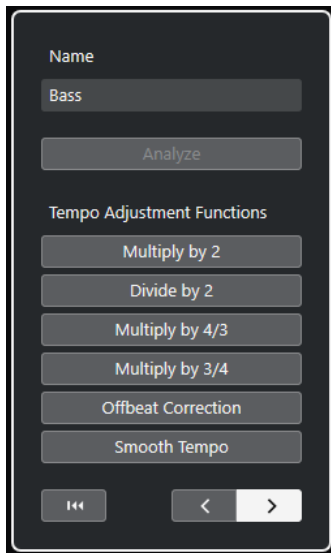 Name
Bass
Analyze
Tempo Adjustment Functions
Multiply by 2
Divide by 2
Multiply by 4/3
Multiply by 3/4
Offbeat Correction
Smooth Tempo